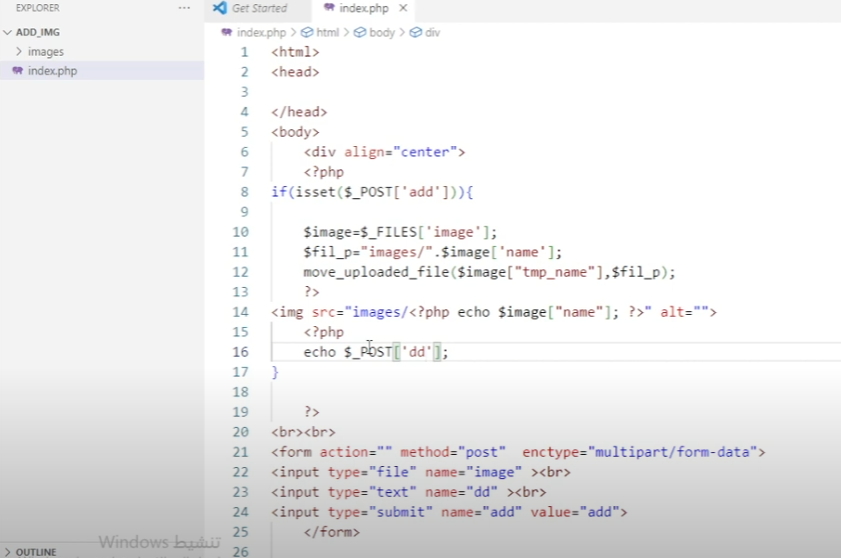 EXPLORER ...
Get Started
index.php
ADD_IMG
images
index.php
index.php > html > body > div
1 <html>
2 <head>
3
4 </head>
5 <body>
6 <div align="center">
7 <?php
8 if(isset($_POST['add'])){
9
10 $image=$_FILES['image'];
11 $fil_p="images/".$image['name'];
12 move_uploaded_file($image["tmp_name"],$fil_p);
13 ?>
14 <img src="images/<?php echo $image["name"]; ?>" alt="">
15 <?php
16 echo $_POST['dd'];
17 }
18
19 ?>
20 <br><br>
21 <form action="" method="post"  enctype="multipart/form-data">
22 <input type="file" name="image" ><br>
23 <input type="text" name="dd" ><br>
24 <input type="submit" name="add" value="add">
25 </form>
26
تنشيط Windows
OUTLINE